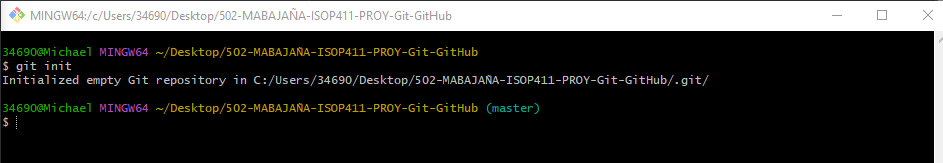 MINGW64:/c/Users/34690/Desktop/502-MABAJAÑA-ISOP411-PROY-Git-GitHub
34690@Michael MINGW64 ~/Desktop/502-MABAJAÑA-ISOP411-PROY-Git-GitHub
$ git init
Initialized empty Git repository in C:/Users/34690/Desktop/502-MABAJAÑA-ISOP411-PROY-Git-GitHub/.git/
34690@Michael MINGW64 ~/Desktop/502-MABAJAÑA-ISOP411-PROY-Git-GitHub (master)
$